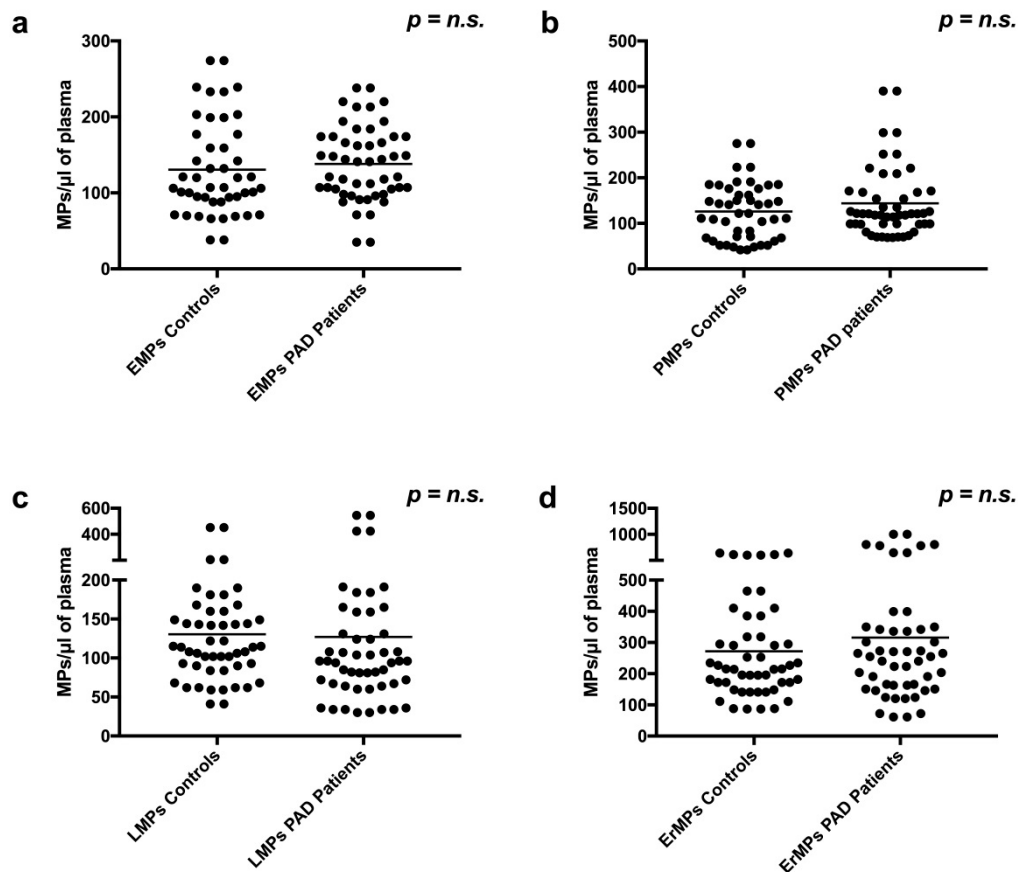 a
p = n.s.
MPs/µl of plasma
300
200
100
0
EMPs Controls
EMPs PAD Patients
b
p = n.s.
MPs/µl of plasma
500
400
300
200
100
0
PMPs Controls
PMPs PAD patients
c
p = n.s.
MPs/µl of plasma
600
400
200
150
100
50
0
LMPs Controls
LMPs PAD Patients
d
p = n.s.
MPs/µl of plasma
1500
1000
500
400
300
200
100
0
ErMPs Controls
ErMPs PAD Patients